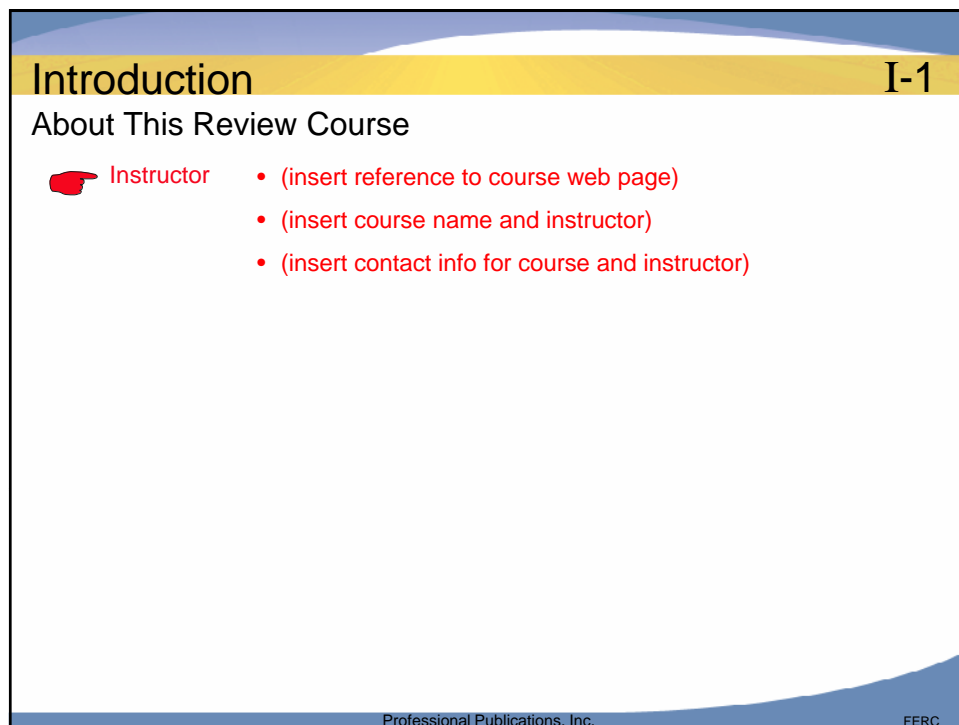 Introduction I-1
About This Review Course
Instructor • (insert reference to course web page)
• (insert course name and instructor)
• (insert contact info for course and instructor)
Professional Publications, Inc. FERC